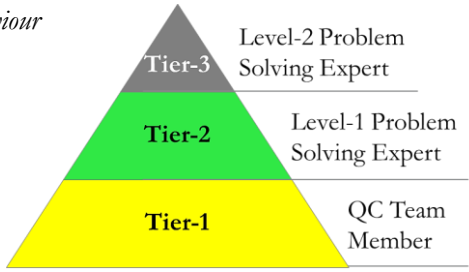 Level-2 Problem
Tier-3 Solving Expert
Level-1 Problem
Tier-2
Solving Expert
QC Team
Tier-1
Member